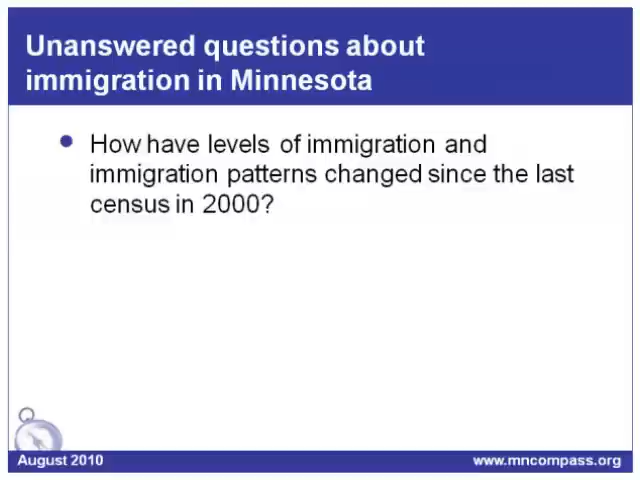 Unanswered questions about
immigration in Minnesota
How have levels of immigration and
immigration patterns changed since the last
census in 2000?
August 2010
www.mncompass.org